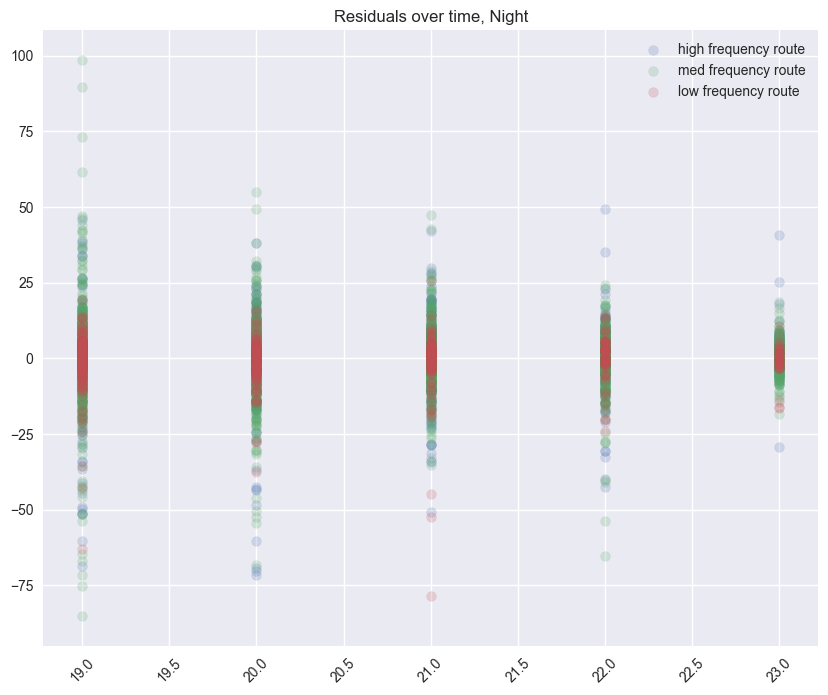 Residuals over time, Night
high frequency route
med frequency route
low frequency route
100
75
50
25
0
−25
−50
−75
19.0 19.5 20.0 20.5 21.0 21.5 22.0 22.5 23.0